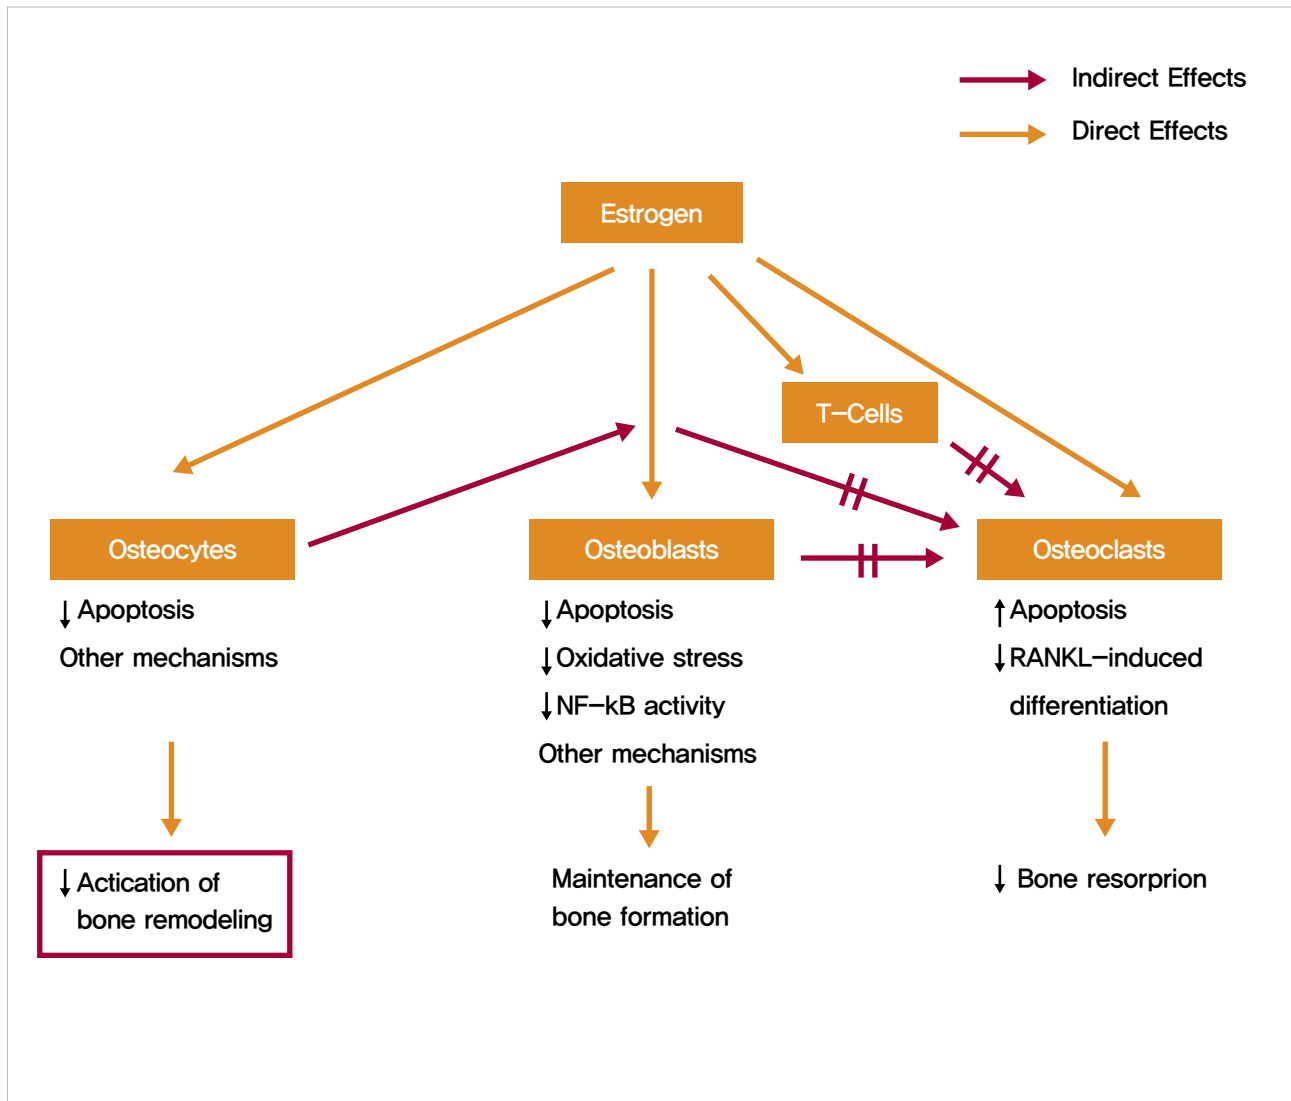 Indirect Effects
Direct Effects
Estrogen
T-Cells
Osteocytes
Osteoblasts
Osteoclasts
↓ Apoptosis
Other mechanisms
↓ Apoptosis
↓ Oxidative stress
↓ NF-kB activity
Other mechanisms
↑ Apoptosis
↓ RANKL-induced
differentiation
↓ Actication of
bone remodeling
Maintenance of
bone formation
↓ Bone resorprion